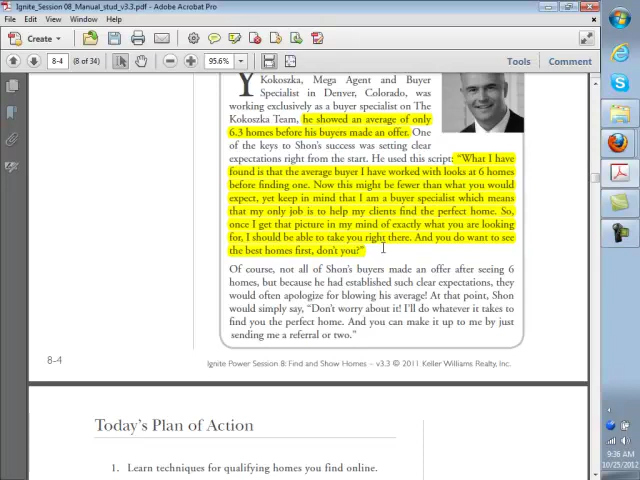 Ignite_Session 08_Manual_stud_v3.3.pdf - Adobe Acrobat Pro
File Edit View Window Help
Create
8-4 (8 of 34) 95.6% Tools Comment
Y Kokoszka, Mega Agent and Buyer
Specialist in Denver, Colorado, was
working exclusively as a buyer specialist on The
Kokoszka Team, he showed an average of only
6.3 homes before his buyers made an offer. One
of the keys to Shon's success was setting clear
expectations right from the start. He used this script: “What I have
found is that the average buyer I have worked with looks at 6 homes
before finding one. Now this might be fewer than what you would
expect, yet keep in mind that I am a buyer specialist which means
that my only job is to help my clients find the perfect home. So,
once I get that picture in my mind of exactly what you are looking
for, I should be able to take you right there. And you do want to see
the best homes first, don't you?”
Of course, not all of Shon's buyers made an offer after seeing 6
homes, but because he had established such clear expectations, they
would often apologize for blowing his average! At that point, Shon
would simply say, “Don't worry about it! I'll do whatever it takes to
find you the perfect home. And you can make it up to me by just
sending me a referral or two.”
8-4 Ignite Power Session 8: Find and Show Homes – v3.3 © 2011 Keller Williams Realty, Inc.
Today's Plan of Action
1. Learn techniques for qualifying homes you find online.
9:36 AM
10/25/2012